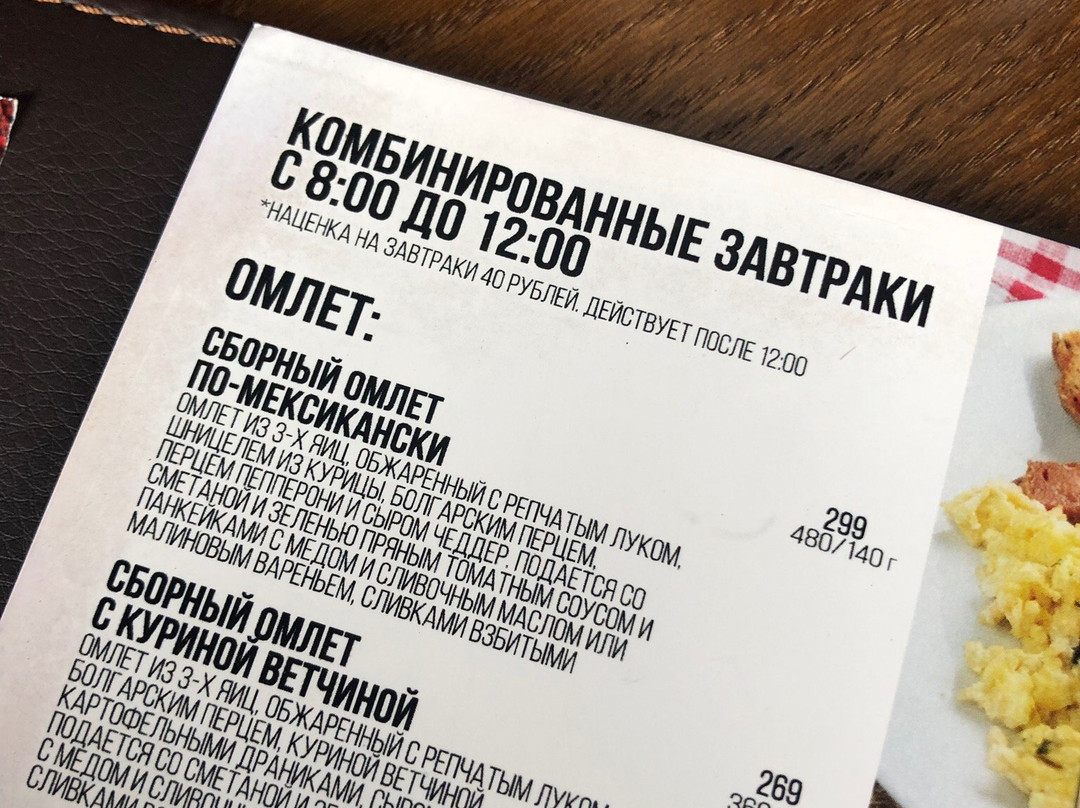 КОМБИНИРОВАННЫЕ ЗАВТРАКИ
С 8:00 ДО 12:00
*НАЦЕНКА НА ЗАВТРАКИ 40 РУБЛЕЙ, ДЕЙСТВУЕТ ПОСЛЕ 12:00
ОМЛЕТ:
СБОРНЫЙ ОМЛЕТ
ПО-МЕКСИКАНСКИ
ОМЛЕТ ИЗ 3-Х ЯИЦ, ОБЖАРЕННЫЙ С РЕПЧАТЫМ ЛУКОМ,
ШНИЦЕЛЕМ ИЗ КУРИЦЫ, БОЛГАРСКИМ ПЕРЦЕМ,
ПЕРЦЕМ ПЕППЕРОНИ И СЫРОМ ЧЕДДЕР. ПОДАЕТСЯ СО
СМЕТАНОЙ И ЗЕЛЕНЬЮ ПРЯНЫМ ТОМАТНЫМ СОУСОМ И
ПАНКЕЙКАМИ С МЕДОМ И СЛИВОЧНЫМ МАСЛОМ ИЛИ
МАЛИНОВЫМ ВАРЕНЬЕМ, СЛИВКАМИ ВЗБИТЫМИ
299
480/140 г
СБОРНЫЙ ОМЛЕТ
С КУРИНОЙ ВЕТЧИНОЙ
ОМЛЕТ ИЗ 3-Х ЯИЦ, ОБЖАРЕННЫЙ С РЕПЧАТЫМ ЛУКОМ,
БОЛГАРСКИМ ПЕРЦЕМ, КУРИНОЙ ВЕТЧИНОЙ
КАРТОФЕЛЬНЫМИ ДРАНИКАМИ, СЫРОМ
ПОДАЕТСЯ СО СМЕТАНОЙ И
С МЕДОМ И
СЛИВКАМИ
269